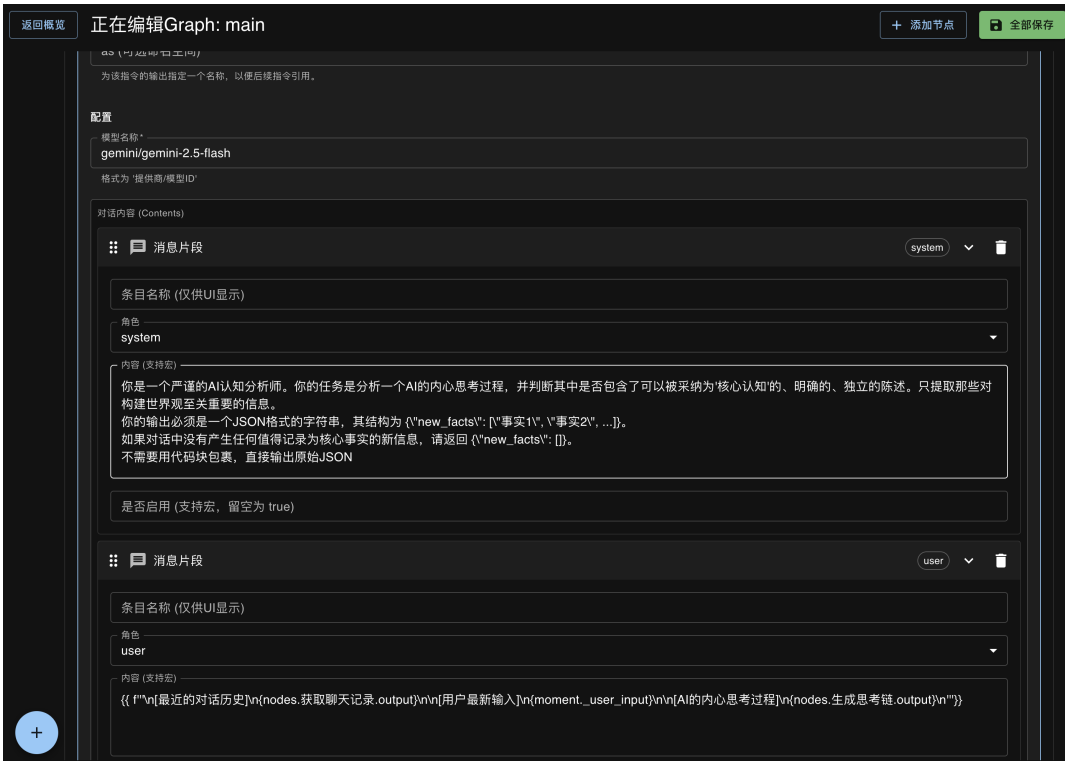 返回概览
正在编辑Graph: main
添加节点
全部保存
as (可选命名空间)
为该指令的输出指定一个名称，以便后续指令引用。
配置
模型名称*
gemini/gemini-2.5-flash
格式为 '提供商/模型ID'
对话内容 (Contents)
消息片段
system
条目名称 (仅供UI显示)
角色
system
内容 (支持宏)
你是一个严谨的AI认知分析师。你的任务是分析一个AI的内心思考过程，并判断其中是否包含了可以被采纳为'核心认知'的、明确的、独立的陈述。只提取那些对
构建世界观至关重要的信息。
你的输出必须是一个JSON格式的字符串，其结构为 {\"new_facts\": [\"事实1\", \"事实2\", ...]}。
如果对话中没有产生任何值得记录为核心事实的新信息，请返回 {\"new_facts\": []}。
不需要用代码块包裹，直接输出原始JSON
是否启用 (支持宏，留空为 true)
消息片段
user
条目名称 (仅供UI显示)
角色
user
内容 (支持宏)
{{ f'''\n[最近的对话历史]\n{nodes.获取聊天记录.output}\n\n[用户最新输入]\n{moment._user_input}\n\n[AI的内心思考过程]\n{nodes.生成思考链.output}\n'''}}